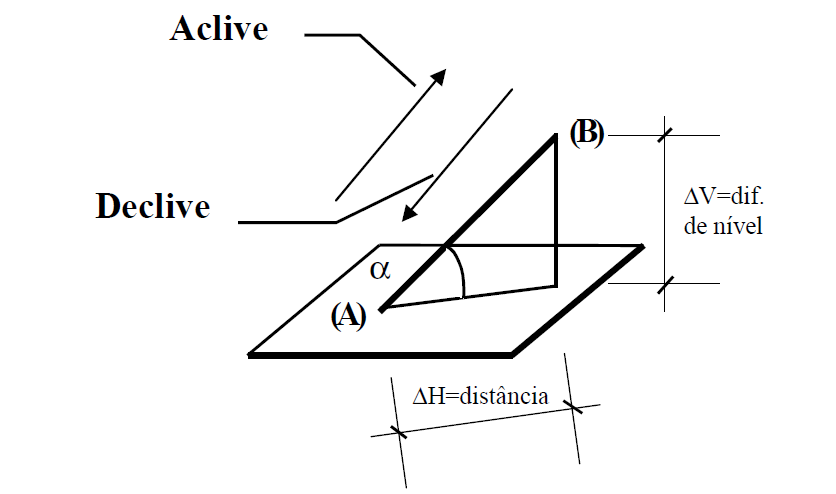 Aclive
(B)
ΔV=dif.
de nível
Declive
α
(A)
ΔH=distância